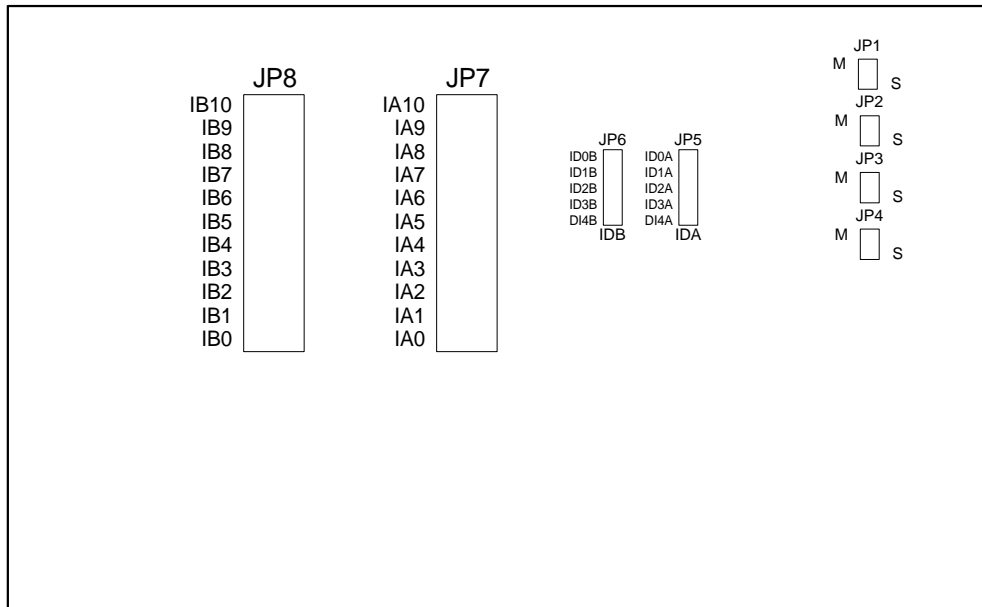 JP8
IB10
IB9
IB8
IB7
IB6
IB5
IB4
IB3
IB2
IB1
IB0
JP7
IA10
IA9
IA8
IA7
IA6
IA5
IA4
IA3
IA2
IA1
IA0
JP6
ID0B
ID1B
ID2B
ID3B
DI4B
IDB
JP5
ID0A
ID1A
ID2A
ID3A
DI4A
IDA
JP1
M
S
JP2
M
S
JP3
M
S
JP4
M
S